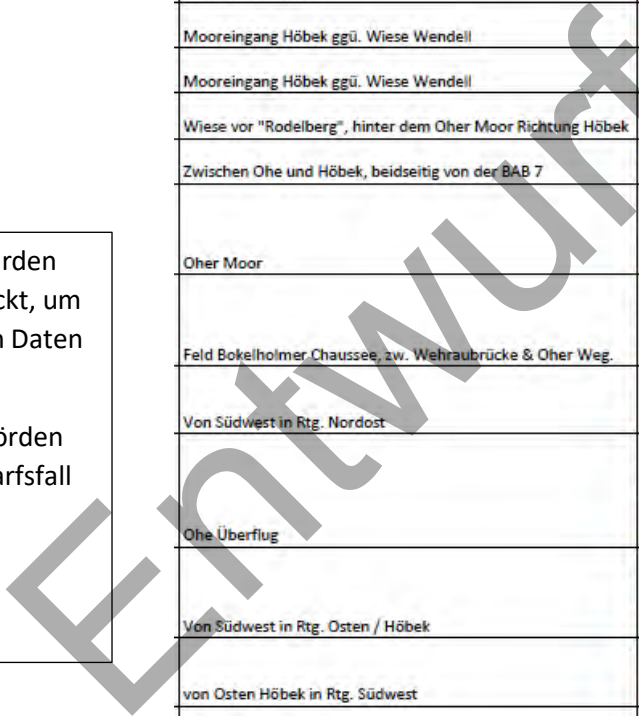 Mooreingang Höbek ggü. Wiese Wendell
Mooreingang Höbek ggü. Wiese Wendell
Wiese vor "Rodelberg", hinter dem Oher Moor Richtung Höbek
Zwischen Ohe und Höbek, beidseitig von der BAB 7
Oher Moor
Feld Bokelholmer Chaussee, zw. Wehraubrücke & Oher Weg.
Von Südwest in Rtg. Nordost
Ohe Überflug
Von Südwest in Rtg. Osten / Höbek
von Osten Höbek in Rtg. Südwest
rden
ckt, um
n Daten
örden
arfsfall
Entwurf